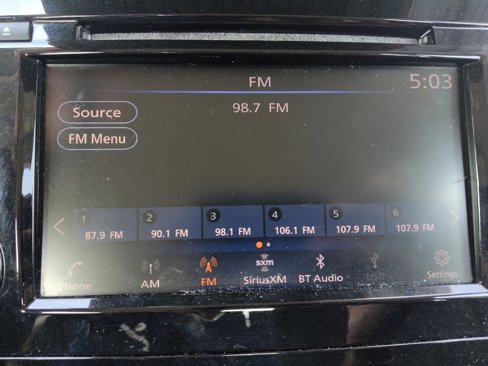 FM 5:03
98.7 FM
Source
FM Menu
1 2 3 4 5 6
87.9 FM 90.1 FM 98.1 FM 106.1 FM 107.9 FM 107.9 FM
sxm
Phone AM FM SiriusXM BT Audio Settings